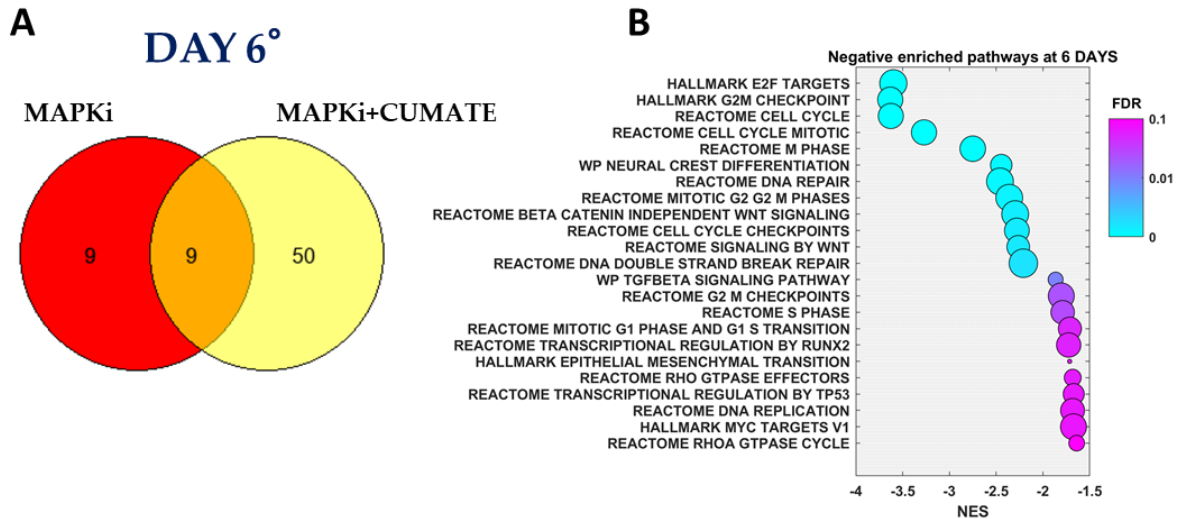 A
DAY 6°
MAPKi
MAPKi+CUMATE
9
9
50
B
Negative enriched pathways at 6 DAYS
HALLMARK E2F TARGETS
HALLMARK G2M CHECKPOINT
REACTOME CELL CYCLE
REACTOME CELL CYCLE MITOTIC
REACTOME M PHASE
WP NEURAL CREST DIFFERENTIATION
REACTOME DNA REPAIR
REACTOME MITOTIC G2 G2 M PHASES
REACTOME BETA CATENIN INDEPENDENT WNT SIGNALING
REACTOME CELL CYCLE CHECKPOINTS
REACTOME SIGNALING BY WNT
REACTOME DNA DOUBLE STRAND BREAK REPAIR
WP TGFBETA SIGNALING PATHWAY
REACTOME G2 M CHECKPOINTS
REACTOME S PHASE
REACTOME MITOTIC G1 PHASE AND G1 S TRANSITION
REACTOME TRANSCRIPTIONAL REGULATION BY RUNX2
HALLMARK EPITHELIAL MESENCHYMAL TRANSITION
REACTOME RHO GTPASE EFFECTORS
REACTOME TRANSCRIPTIONAL REGULATION BY TP53
REACTOME DNA REPLICATION
HALLMARK MYC TARGETS V1
REACTOME RHOA GTPASE CYCLE
-4 -3.5 -3 -2.5 -2 -1.5
NES
FDR
0.1
0.01
0